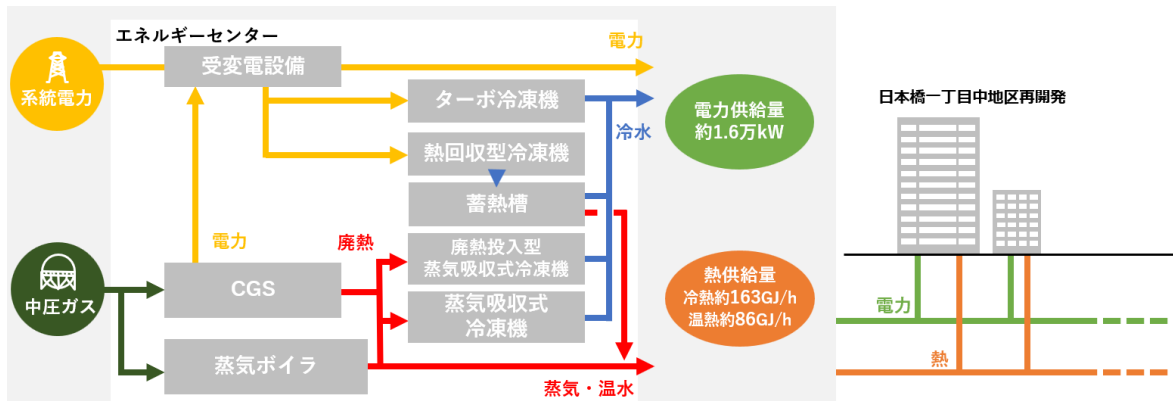 エネルギーセンター
系統電力
受変電設備
電力
ターボ冷凍機
冷水
熱回収型冷凍機
蓄熱槽
電力
廃熱
廃熱投入型
蒸気吸収式冷凍機
中圧ガス
CGS
蒸気吸収式
冷凍機
蒸気ボイラ
蒸気・温水
電力供給量
約1.6万kW
熱供給量
冷熱約163GJ/h
温熱約86GJ/h
日本橋一丁目中地区再開発
電力
熱